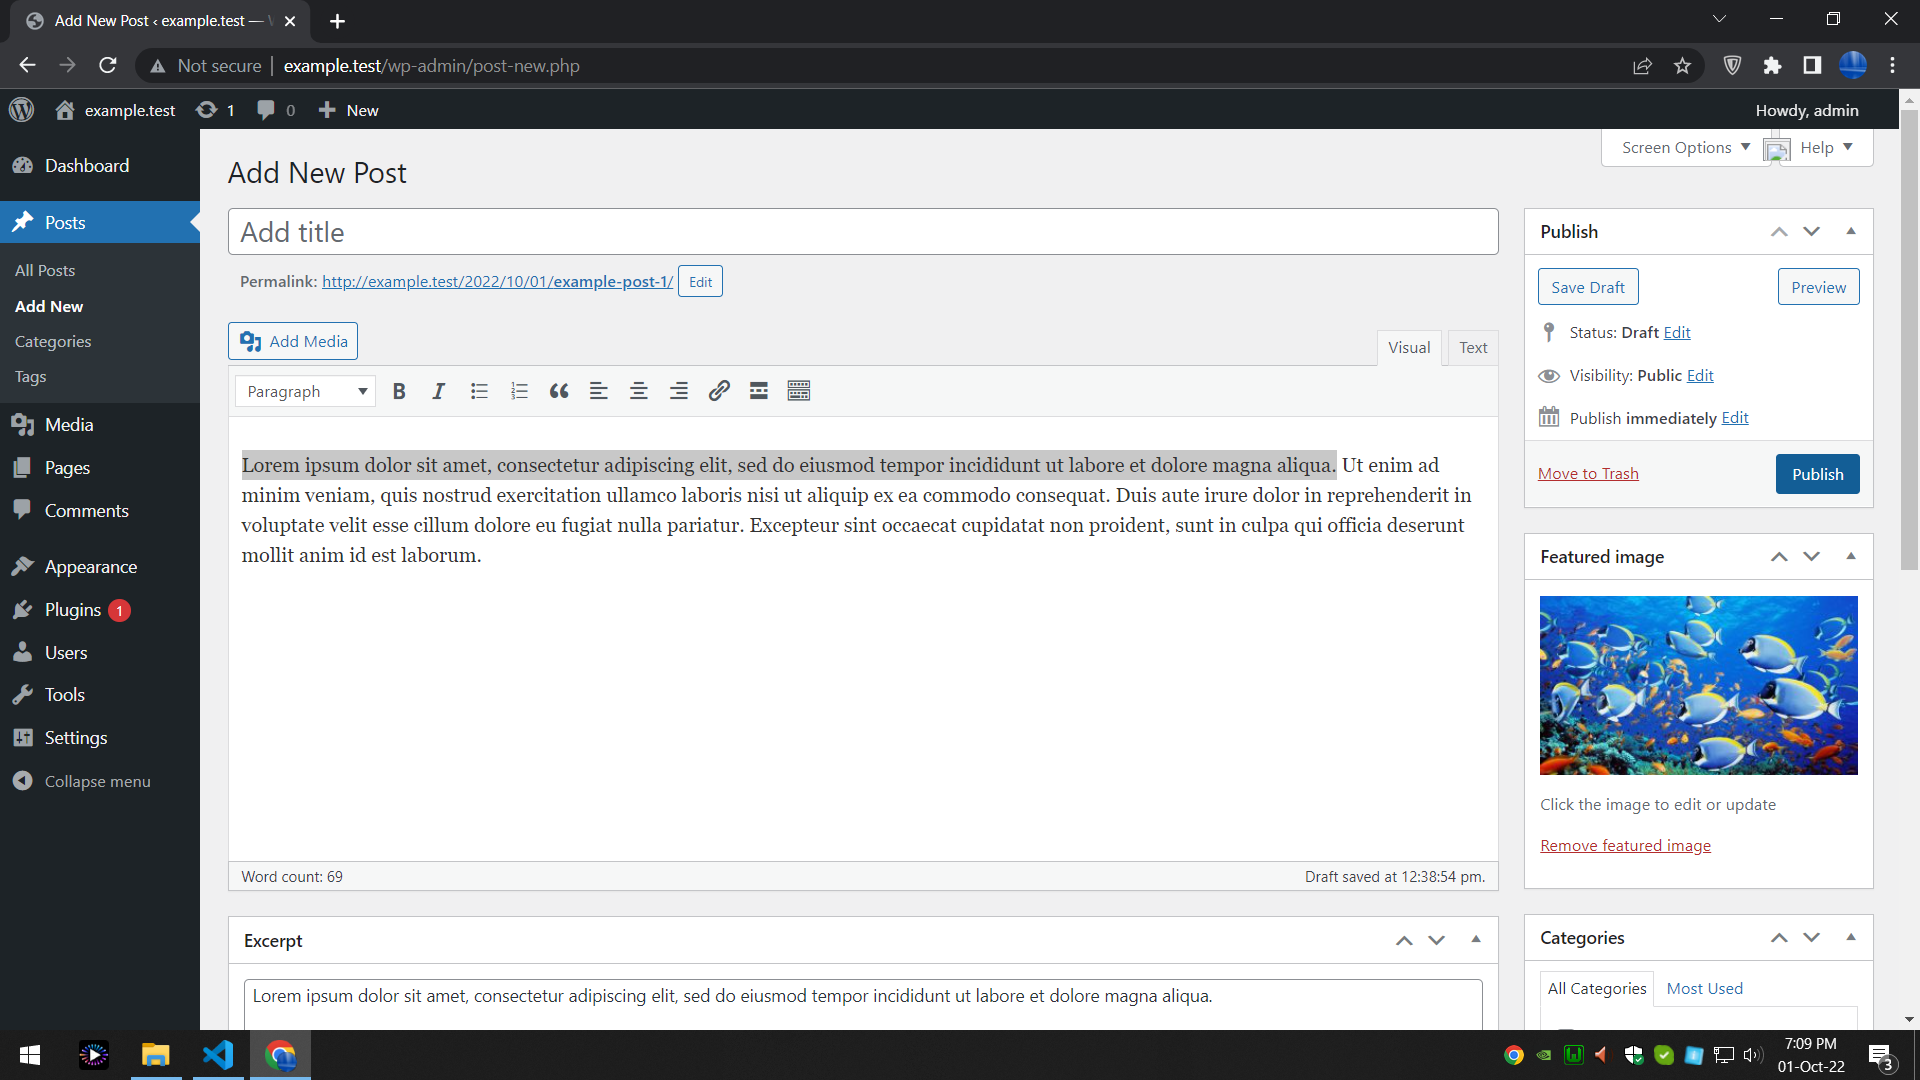 Add New Post ‹ example.test —
Not secure
example.test/wp-admin/post-new.php
example.test
1
0
New
Howdy, admin
Dashboard
Posts
All Posts
Add New
Categories
Tags
Media
Pages
Comments
Appearance
Plugins 1
Users
Tools
Settings
Collapse menu
Screen Options
Help
Add New Post
Add title
Permalink: http://example.test/2022/10/01/example-post-1/ Edit
Add Media
Visual
Text
Paragraph
B I
Lorem ipsum dolor sit amet, consectetur adipiscing elit, sed do eiusmod tempor incididunt ut labore et dolore magna aliqua. Ut enim ad
minim veniam, quis nostrud exercitation ullamco laboris nisi ut aliquip ex ea commodo consequat. Duis aute irure dolor in reprehenderit in
voluptate velit esse cillum dolore eu fugiat nulla pariatur. Excepteur sint occaecat cupidatat non proident, sunt in culpa qui officia deserunt
mollit anim id est laborum.
Word count: 69
Draft saved at 12:38:54 pm.
Excerpt
Lorem ipsum dolor sit amet, consectetur adipiscing elit, sed do eiusmod tempor incididunt ut labore et dolore magna aliqua.
Publish
Save Draft
Preview
Status: Draft Edit
Visibility: Public Edit
Publish immediately Edit
Move to Trash
Publish
Featured image
Click the image to edit or update
Remove featured image
Categories
All Categories
Most Used
7:09 PM
01-Oct-22
3